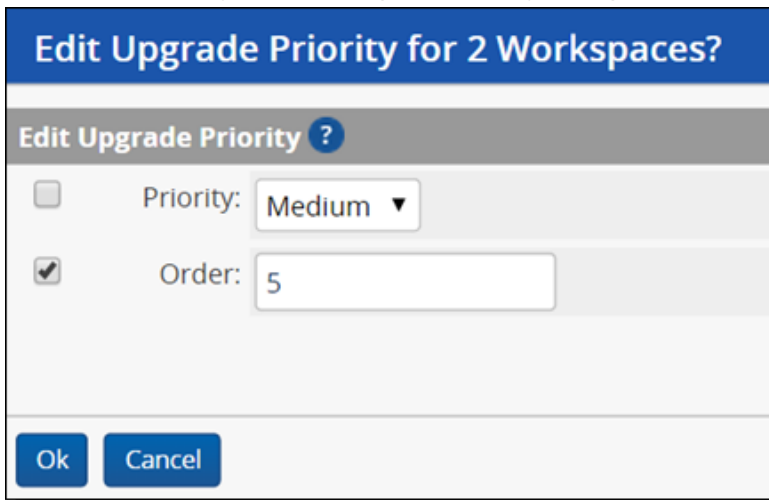 Edit Upgrade Priority for 2 Workspaces?
Edit Upgrade Priority ?
Priority: Medium
Order: 5
Ok Cancel